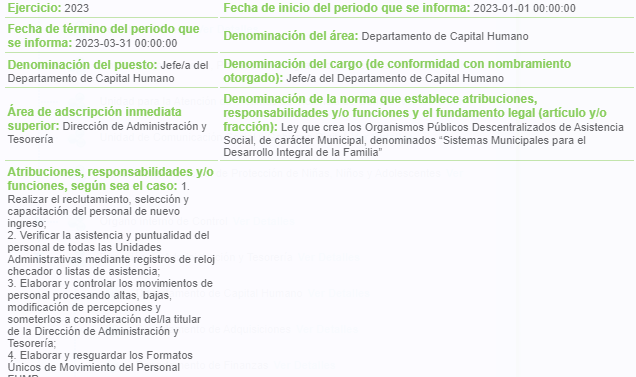 Ejercicio: 2023
Fecha de inicio del periodo que se informa: 2023-01-01 00:00:00
Fecha de término del periodo que
se informa: 2023-03-31 00:00:00
Denominación del área: Departamento de Capital Humano
Denominación del puesto: Jefe/a del
Departamento de Capital Humano
Denominación del cargo (de conformidad con nombramiento
otorgado): Jefe/a del Departamento de Capital Humano
Área de adscripción inmediata
superior: Dirección de Administración y
Tesorería
Denominación de la norma que establece atribuciones,
responsabilidades y/o funciones y el fundamento legal (artículo y/o
fracción): Ley que crea los Organismos Públicos Descentralizados de Asistencia
Social, de carácter Municipal, denominados “Sistemas Municipales para el
Desarrollo Integral de la Familia”
Atribuciones, responsabilidades y/o
funciones, según sea el caso: 1.
Realizar el reclutamiento, selección y
capacitación del personal de nuevo
ingreso;
2. Verificar la asistencia y puntualidad del
personal de todas las Unidades
Administrativas mediante registros de reloj
checador o listas de asistencia;
3. Elaborar y controlar los movimientos de
personal procesando altas, bajas,
modificación de percepciones y
someterlos a consideración del/la titular
de la Dirección de Administración y
Tesorería;
4. Elaborar y resguardar los Formatos
Únicos de Movimiento del Personal